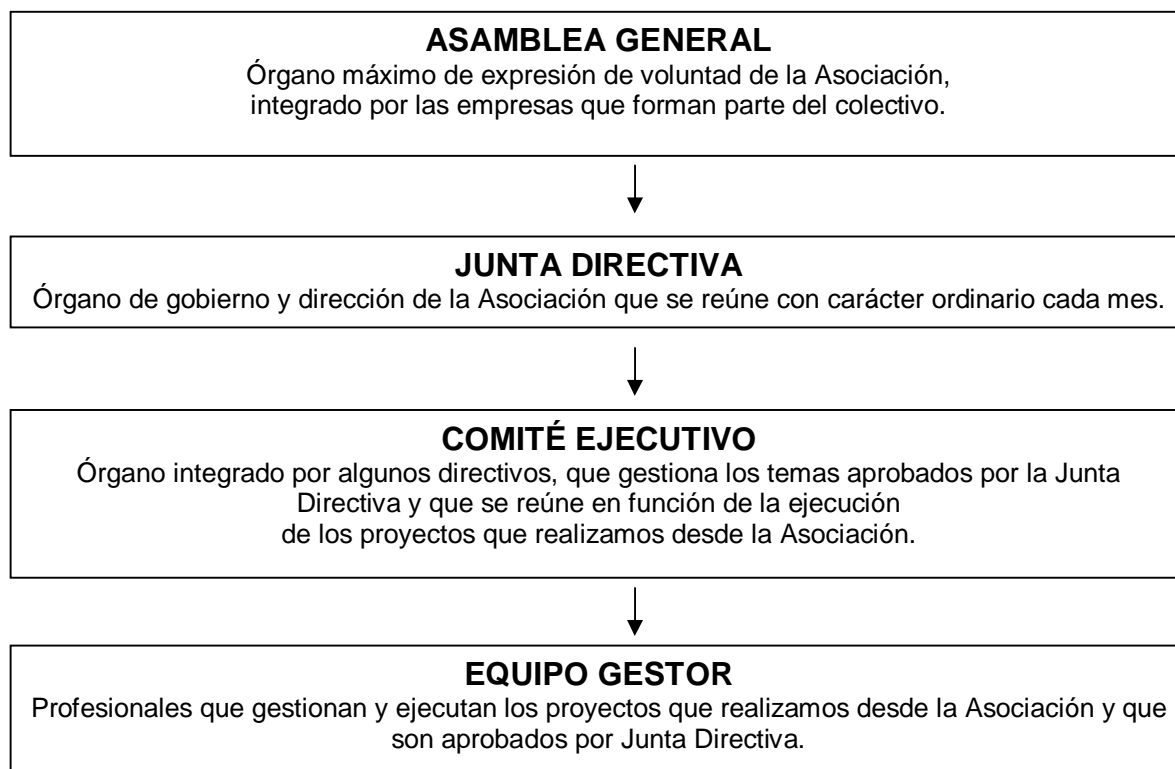 ASAMBLEA GENERAL
Órgano máximo de expresión de voluntad de la Asociación,
integrado por las empresas que forman parte del colectivo.
JUNTA DIRECTIVA
Órgano de gobierno y dirección de la Asociación que se reúne con carácter ordinario cada mes.
COMITÉ EJECUTIVO
Órgano integrado por algunos directivos, que gestiona los temas aprobados por la Junta
Directiva y que se reúne en función de la ejecución
de los proyectos que realizamos desde la Asociación.
EQUIPO GESTOR
Profesionales que gestionan y ejecutan los proyectos que realizamos desde la Asociación y que
son aprobados por Junta Directiva.